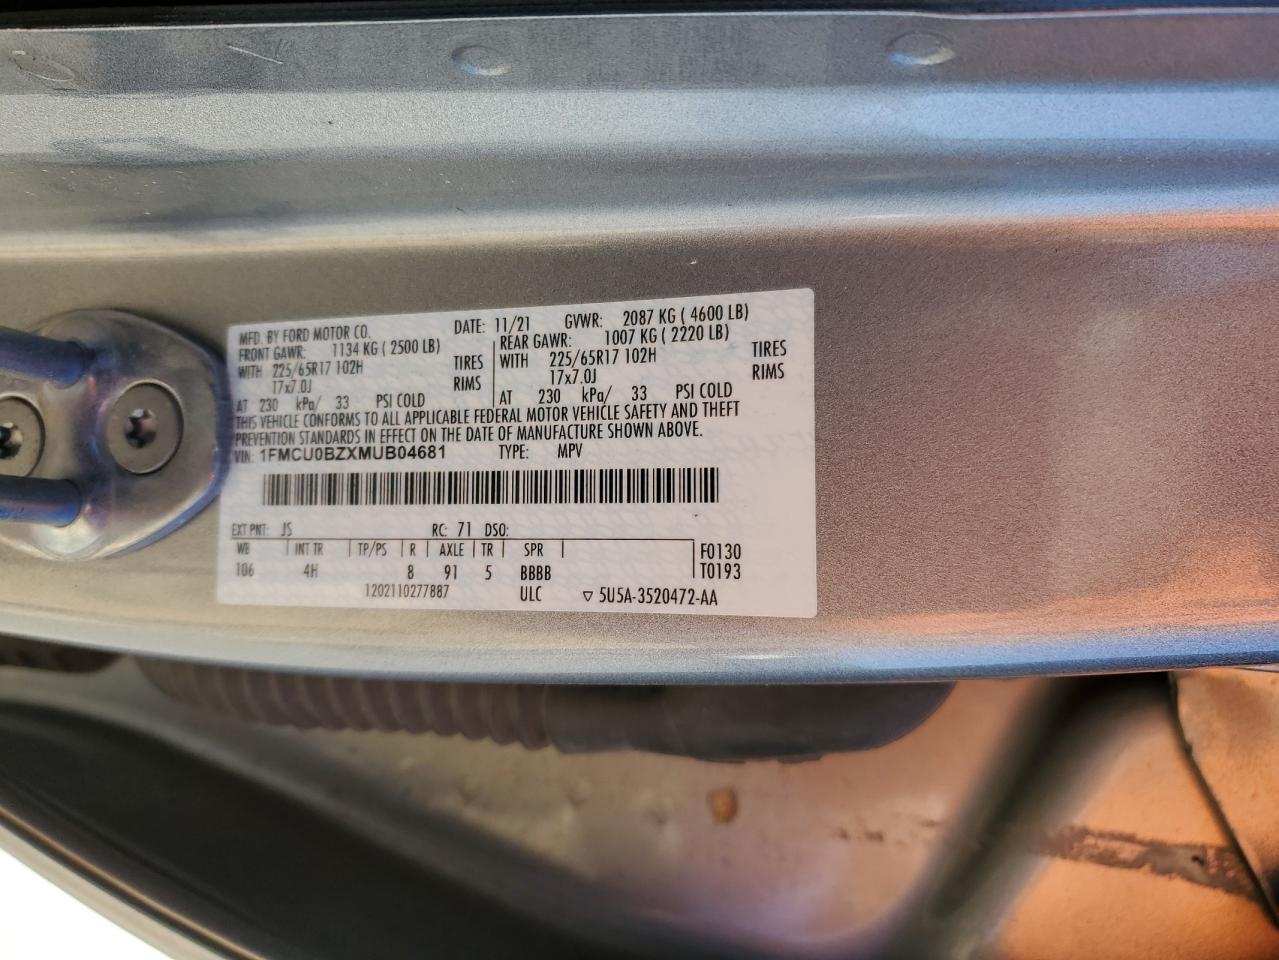 MFD. BY FORD MOTOR CO. DATE: 11/21 GVWR: 2087 KG ( 4600 LB)
FRONT GAWR: 1134 KG ( 2500 LB) REAR GAWR: 1007 KG ( 2220 LB)
WITH 225/65R17 102H TIRES WITH 225/65R17 102H TIRES
17x7.0J RIMS 17x7.0J RIMS
AT 230 kPa/ 33 PSI COLD AT 230 kPa/ 33 PSI COLD
THIS VEHICLE CONFORMS TO ALL APPLICABLE FEDERAL MOTOR VEHICLE SAFETY AND THEFT
PREVENTION STANDARDS IN EFFECT ON THE DATE OF MANUFACTURE SHOWN ABOVE.
VIN: 1FMCU0BZXMUB04681 TYPE: MPV
EXT PNT: JS RC: 71 DSO:
WB INT TR TP/PS R AXLE TR SPR F0130
106 4H 8 91 5 BBBB T0193
1202110277887 ULC ▽ 5U5A-3520472-AA